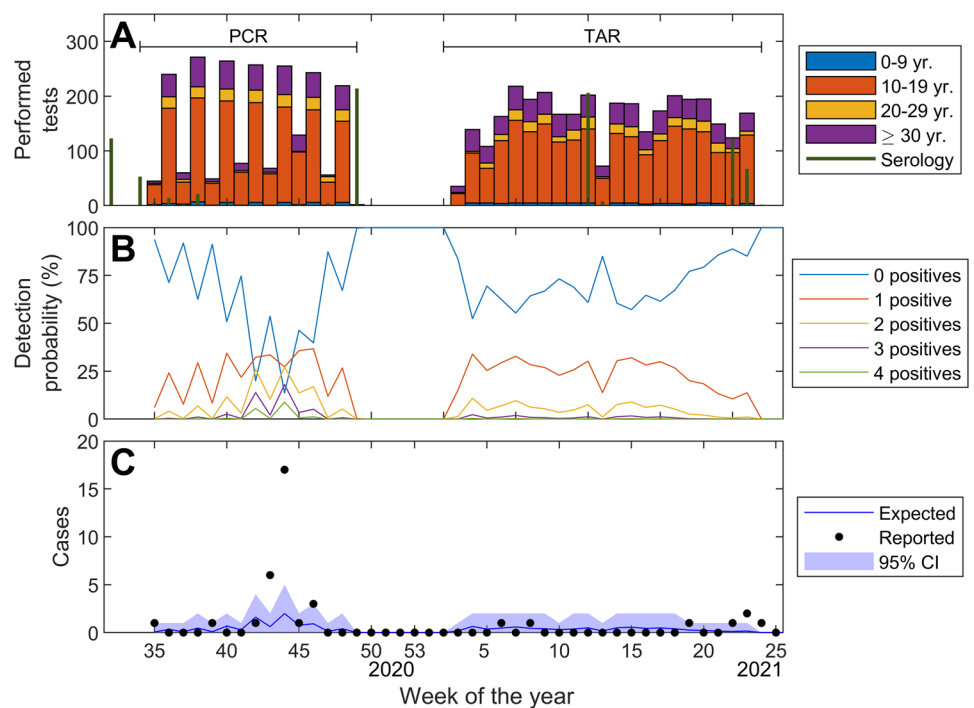 A
PCR
TAR
300
200
100
0
Performed
tests
0-9 yr.
10-19 yr.
20-29 yr.
≥ 30 yr.
Serology
B
100
75
50
25
0
Detection
probability (%)
0 positives
1 positive
2 positives
3 positives
4 positives
C
20
15
10
5
0
Cases
Expected
Reported
95% CI
35 40 45 50 53 5 10 15 20 25
2020 2021
Week of the year